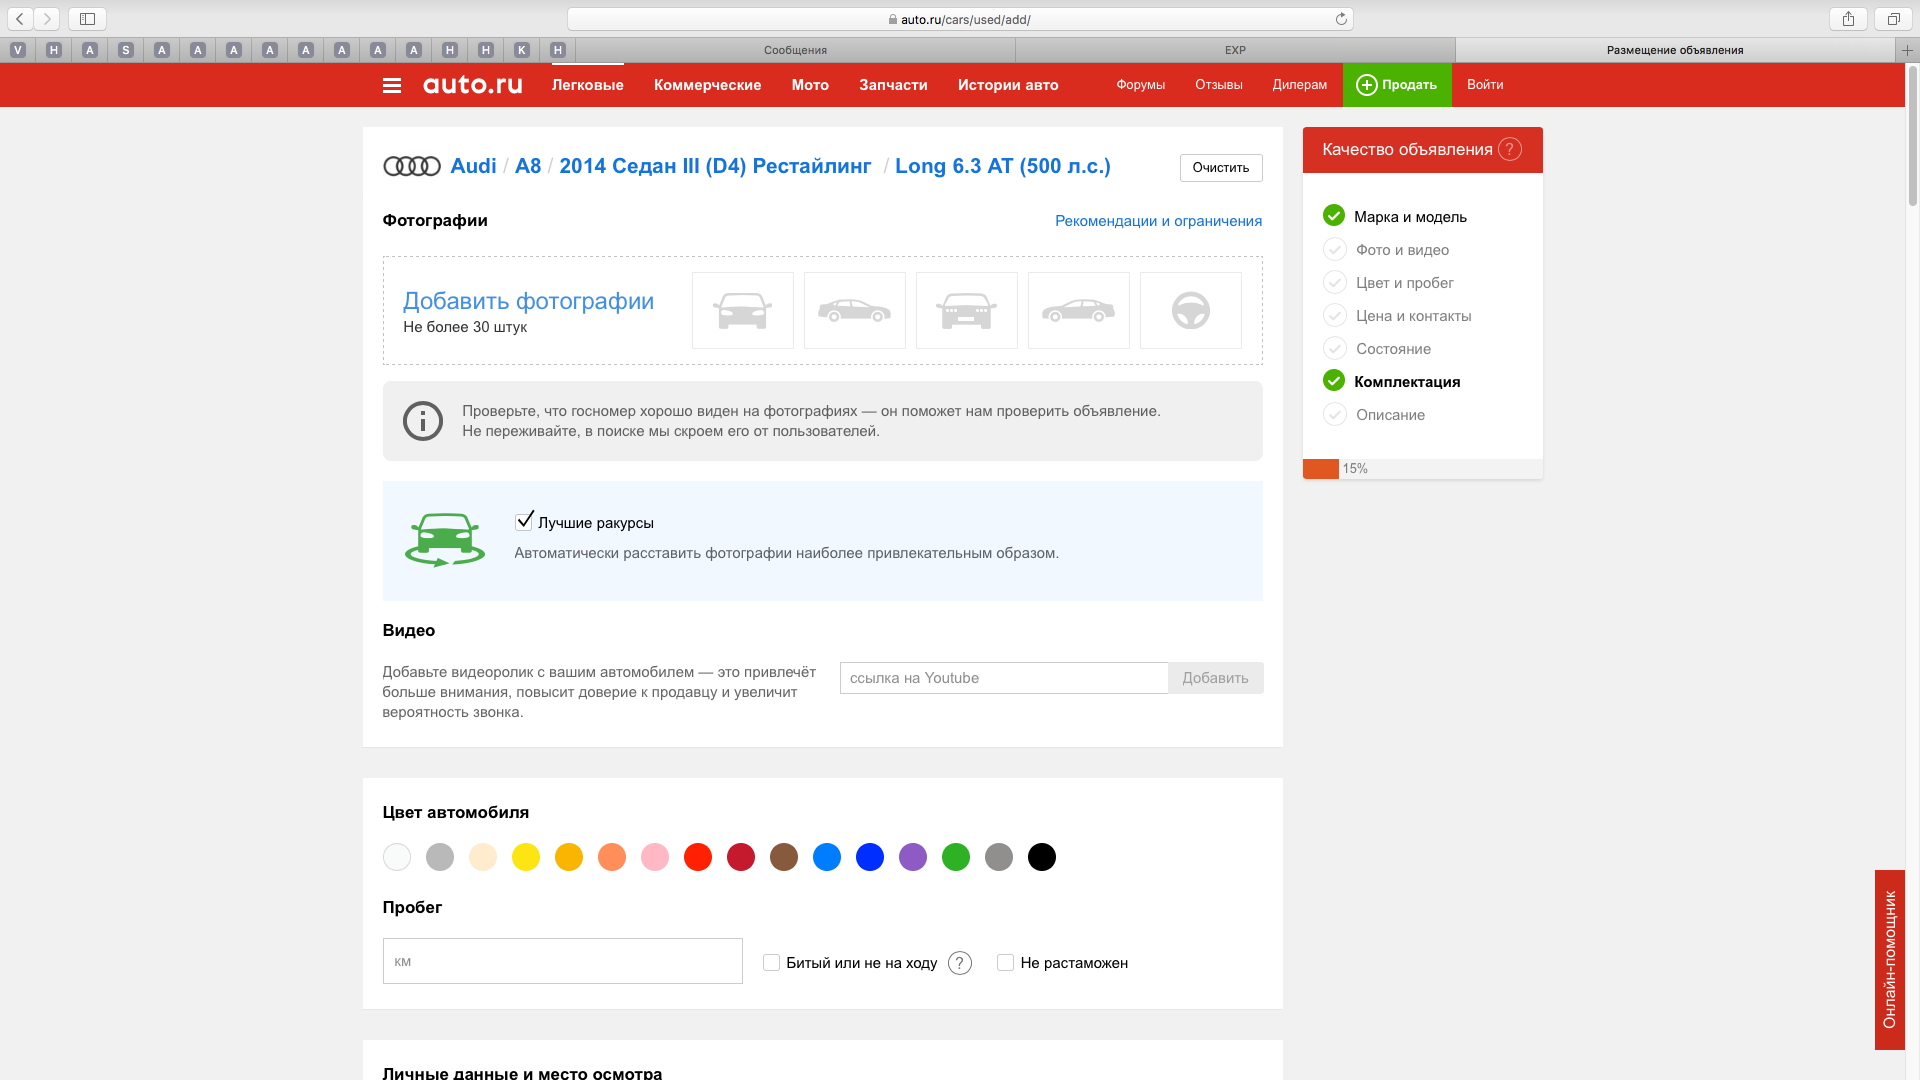 auto.ru/cars/used/add/
V H A S A A A A A A A A H H K H
Сообщения
EXP
Размещение объявления
auto.ru
Легковые
Коммерческие
Мото
Запчасти
Истории авто
Форумы
Отзывы
Дилерам
Продать
Войти
Audi / A8 / 2014 Седан III (D4) Рестайлинг / Long 6.3 AT (500 л.с.)
Очистить
Фотографии
Рекомендации и ограничения
Добавить фотографии
Не более 30 штук
Проверьте, что госномер хорошо виден на фотографиях — он поможет нам проверить объявление.
Не переживайте, в поиске мы скроем его от пользователей.
Лучшие ракурсы
Автоматически расставить фотографии наиболее привлекательным образом.
Видео
Добавьте видеоролик с вашим автомобилем — это привлечёт
больше внимания, повысит доверие к продавцу и увеличит
вероятность звонка.
ссылка на Youtube
Добавить
Цвет автомобиля
Пробег
км
Битый или не на ходу ?
Не растаможен
Личные данные и место осмотра
Качество объявления ?
Марка и модель
Фото и видео
Цвет и пробег
Цена и контакты
Состояние
Комплектация
Описание
15%
Онлайн-помощник